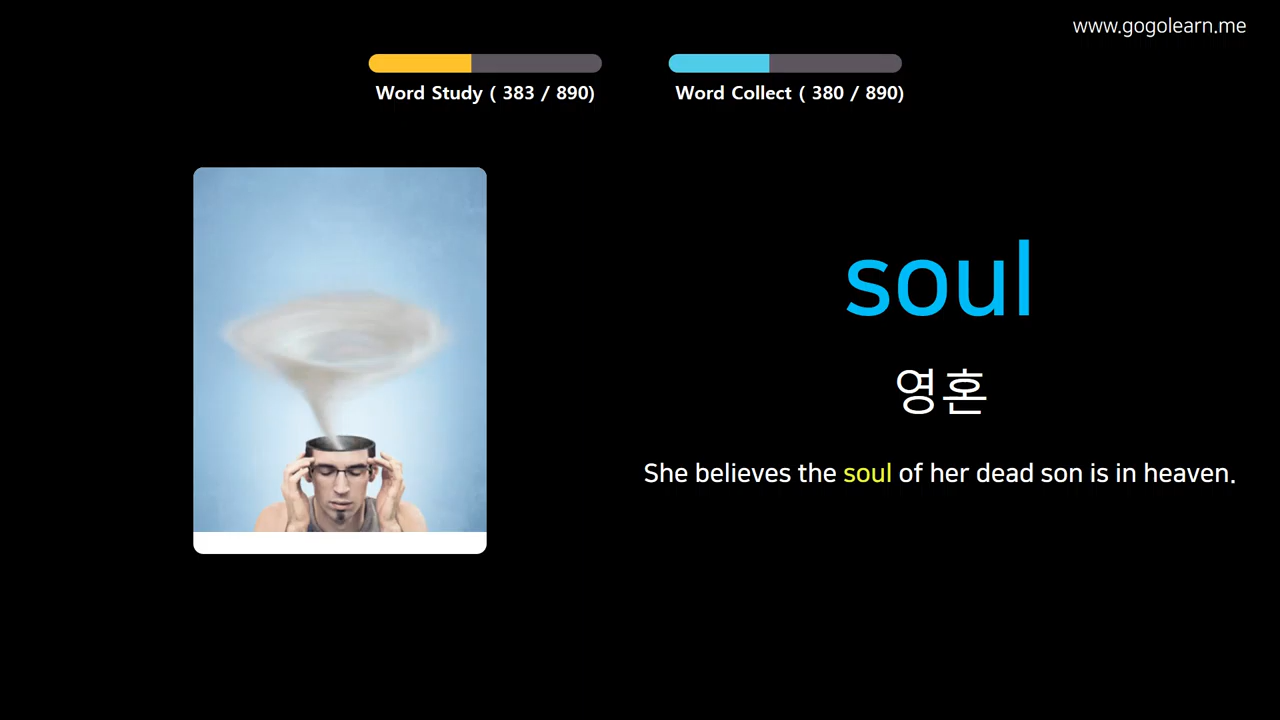 www.gogolearn.me
Word Study ( 383 / 890)
Word Collect ( 380 / 890)
soul
영혼
She believes the soul of her dead son is in heaven.